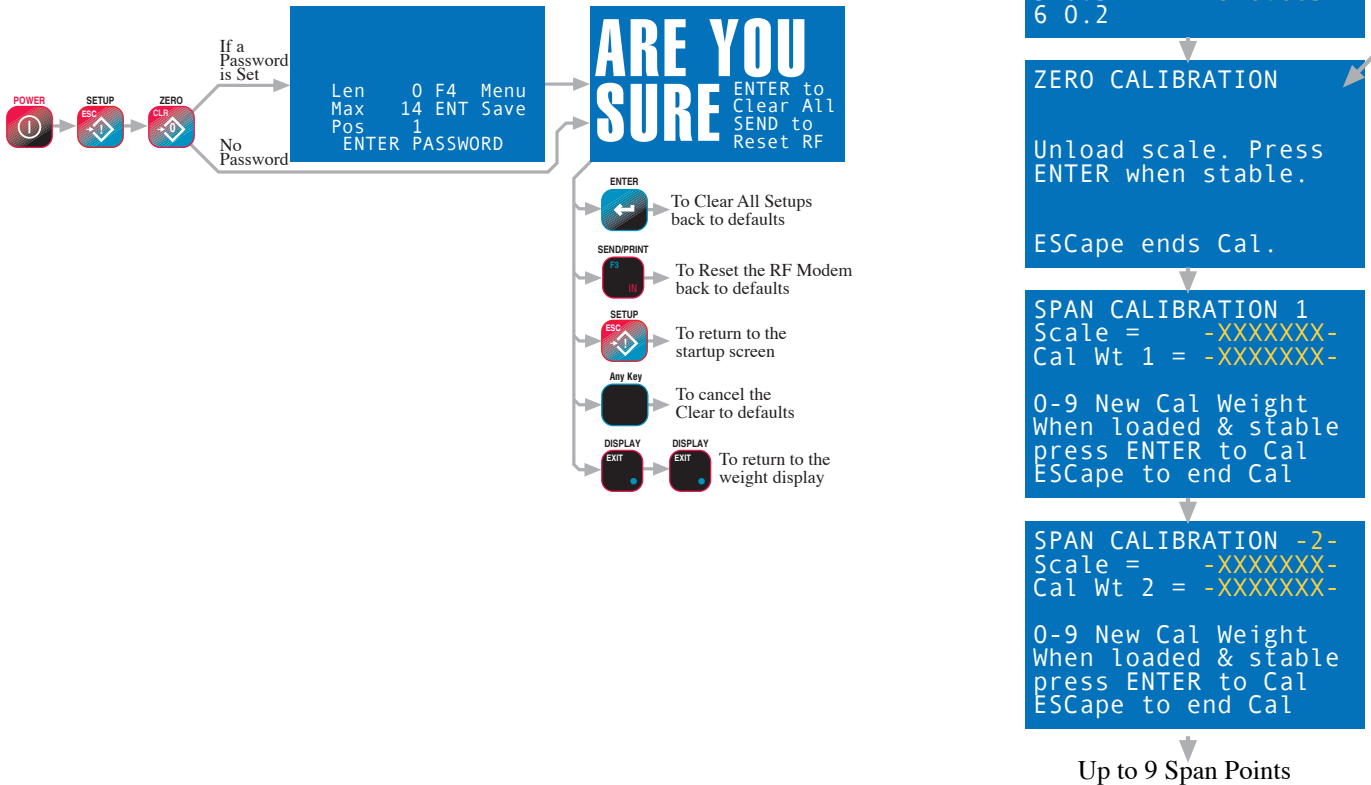 POWER
SETUP
ESC
ZERO
CLR
0
If a
Password
is Set
No
Password
Len 0 F4 Menu
Max 14 ENT Save
Pos 1
ENTER PASSWORD
ARE YOU
SURE
ENTER to
Clear All
SEND to
Reset RF
ENTER
To Clear All Setups
back to defaults
SEND/PRINT
F3
IN
To Reset the RF Modem
back to defaults
SETUP
ESC
To return to the
startup screen
Any Key
To cancel the
Clear to defaults
DISPLAY
EXIT
DISPLAY
EXIT
To return to the
weight display
6 0.2
ZERO CALIBRATION
Unload scale. Press
ENTER when stable.
ESCape ends Cal.
SPAN CALIBRATION 1
Scale = -XXXXXXX-
Cal Wt 1 = -XXXXXXX-
0-9 New Cal Weight
When loaded & stable
press ENTER to Cal
ESCape to end Cal
SPAN CALIBRATION -2-
Scale = -XXXXXXX-
Cal Wt 2 = -XXXXXXX-
0-9 New Cal Weight
When loaded & stable
press ENTER to Cal
ESCape to end Cal
Up to 9 Span Points